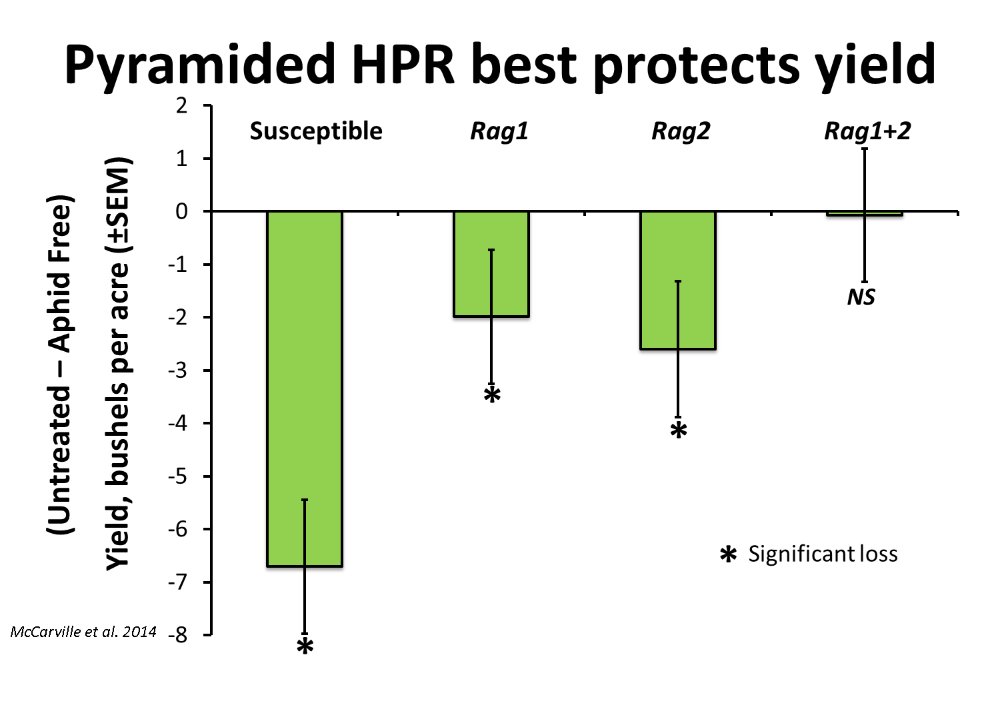 Pyramided HPR best protects yield
(Untreated – Aphid Free)
Yield, bushels per acre (±SEM)
2
1
0
-1
-2
-3
-4
-5
-6
-7
-8
Susceptible
Rag1
Rag2
Rag1+2
*
*
*
NS
* Significant loss
McCarville et al. 2014